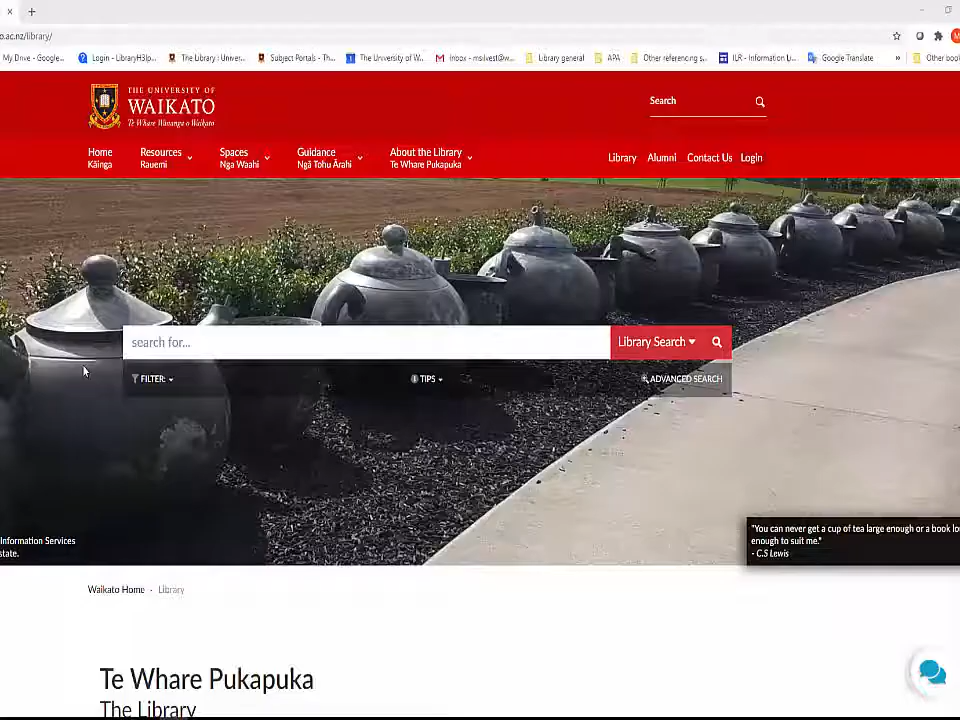 o.ac.nz/library/
My Drive - Google...
Login - LibraryH3lp...
The Library : Univer...
Subject Portals - Th...
The University of W...
Inbox - msilvest@w...
Library general
APA
Other referencing s...
ILR - Information Li...
Google Translate
»
Other book
THE UNIVERSITY OF
WAIKATO
Te Whare Wānanga o Waikato
Search
Home
Kāinga
Resources
Rauemi
Spaces
Nga Waahi
Guidance
Ngā Tohu Ārahi
About the Library
Te Whare Pukapuka
Library Alumni Contact Us Login
search for...
Library Search
FILTER:
TIPS
ADVANCED SEARCH
Information Services
state.
"You can never get a cup of tea large enough or a book lo
enough to suit me."
- C.S Lewis
Waikato Home · Library
Te Whare Pukapuka
The Library